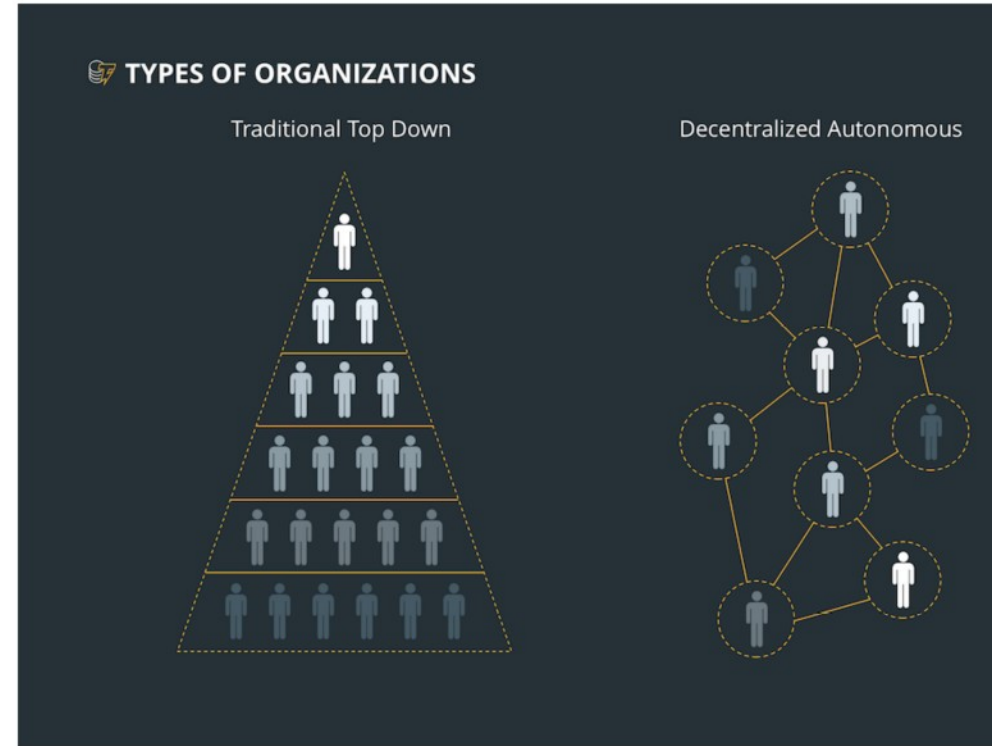 TYPES OF ORGANIZATIONS
Traditional Top Down
Decentralized Autonomous